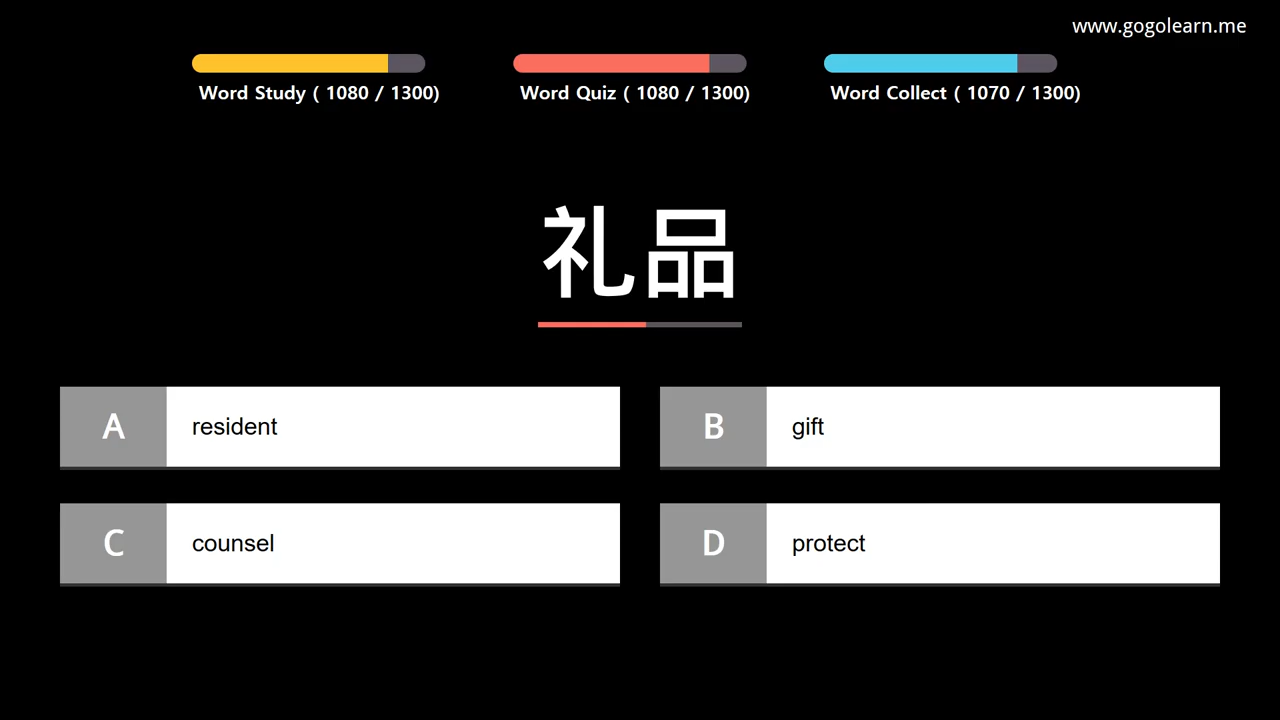 www.gogolearn.me
Word Study ( 1080 / 1300)
Word Quiz ( 1080 / 1300)
Word Collect ( 1070 / 1300)
礼品
A resident
B gift
C counsel
D protect